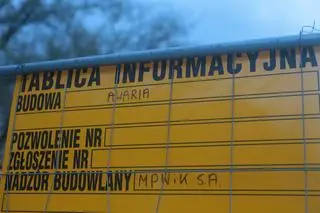 TABLICA INFORMACYJNA
BUDOWA AWARIA
POZWOLENIE NR
ZGŁOSZENIE NR
NADZÓR BUDOWLANY MPWiK S.A.